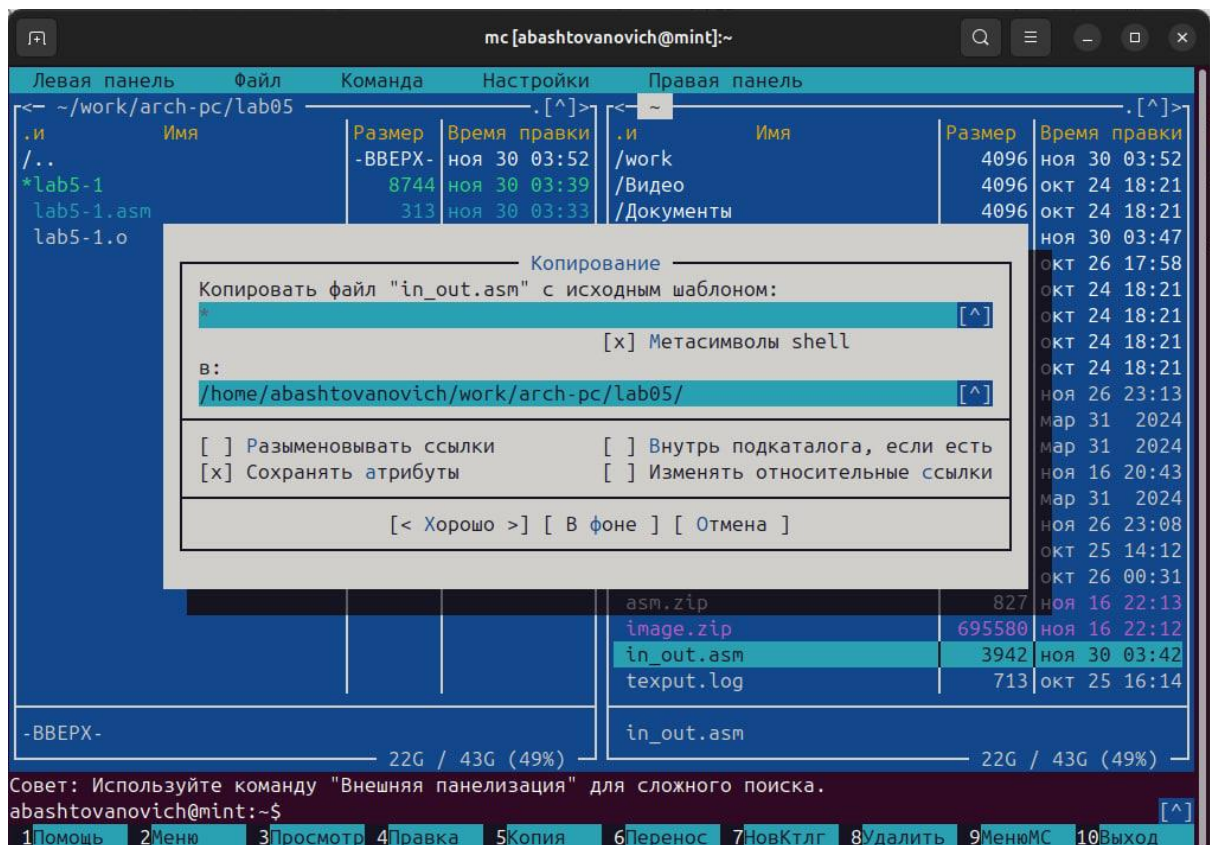 mc [abashtovanovich@mint]:~
Левая панель Файл Команда Настройки Правая панель
<─ ~/work/arch-pc/lab05 ─.[^]>
.и Имя Размер Время правки
/.. -ВВЕРХ- ноя 30 03:52
*lab5-1 8744 ноя 30 03:39
lab5-1.asm 313 ноя 30 03:33
lab5-1.o
-ВВЕРХ-
22G / 43G (49%)
<─ ~ ─.[^]>
.и Имя Размер Время правки
/work 4096 ноя 30 03:52
/Видео 4096 окт 24 18:21
/Документы 4096 окт 24 18:21
ноя 30 03:47
окт 26 17:58
окт 24 18:21
окт 24 18:21
окт 24 18:21
окт 24 18:21
ноя 26 23:13
мар 31 2024
мар 31 2024
ноя 16 20:43
мар 31 2024
ноя 26 23:08
окт 25 14:12
окт 26 00:31
asm.zip 827 ноя 16 22:13
image.zip 695580 ноя 16 22:12
in_out.asm 3942 ноя 30 03:42
texput.log 713 окт 25 16:14
in_out.asm
22G / 43G (49%)
Копирование
Копировать файл "in_out.asm" с исходным шаблоном:
* [^]
[x] Метасимволы shell
в:
/home/abashtovanovich/work/arch-pc/lab05/ [^]
[ ] Разыменовывать ссылки [ ] Внутрь подкаталога, если есть
[x] Сохранять атрибуты [ ] Изменять относительные ссылки
[< Хорошо >] [ В фоне ] [ Отмена ]
Совет: Используйте команду "Внешняя панелизация" для сложного поиска.
abashtovanovich@mint:~$ [^]
1Помощь 2Меню 3Просмотр 4Правка 5Копия 6Перенос 7НовКтлг 8Удалить 9МенюMC 10Выход